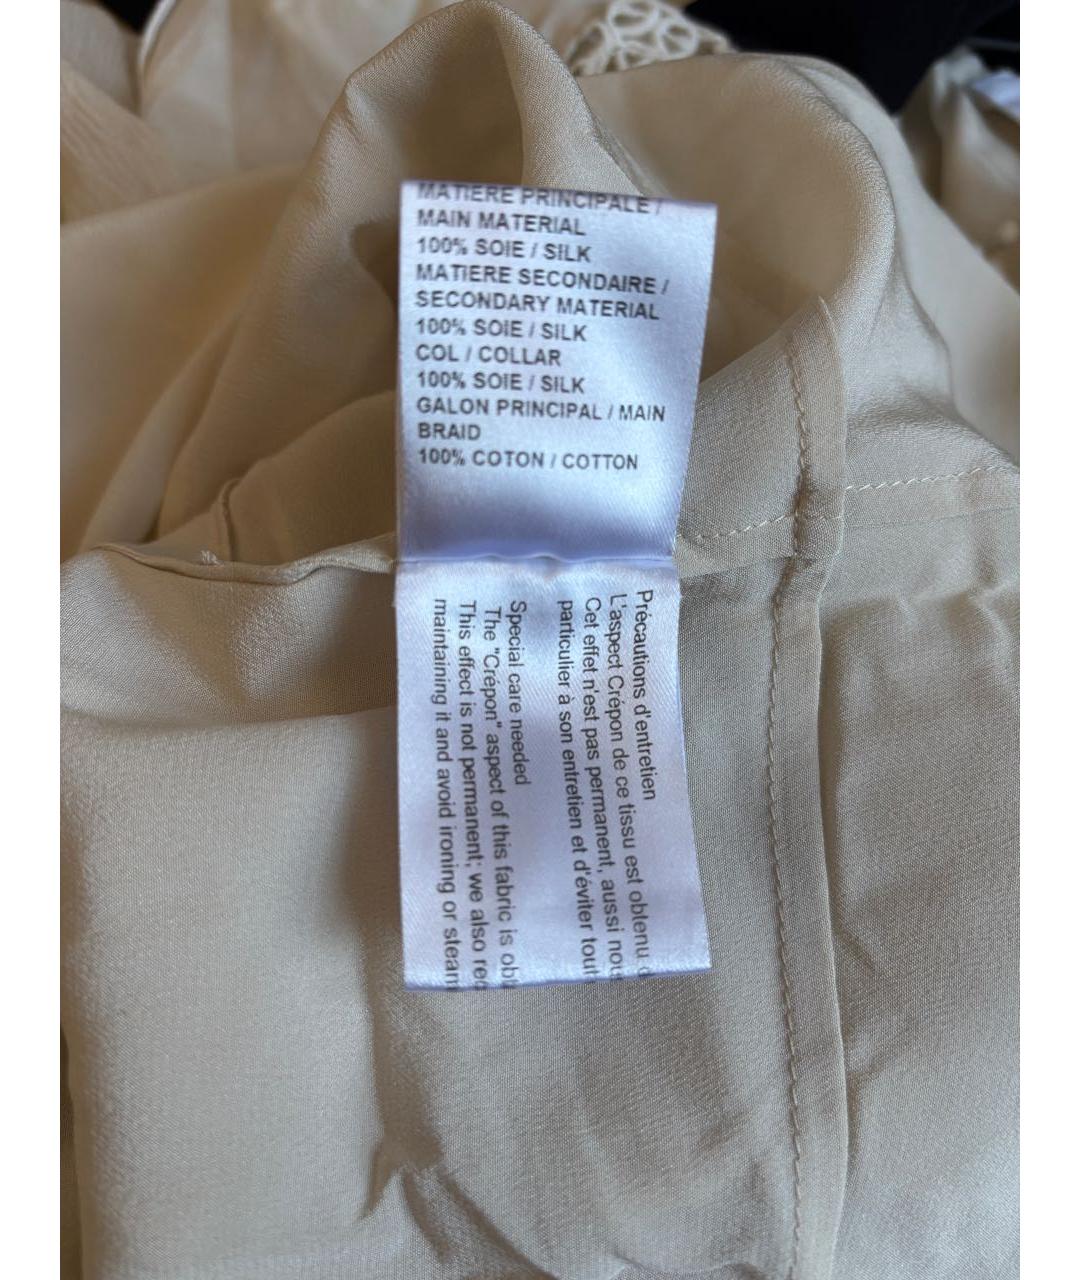 MATIERE PRINCIPALE /
MAIN MATERIAL
100% SOIE / SILK
MATIERE SECONDAIRE /
SECONDARY MATERIAL
100% SOIE / SILK
COL / COLLAR
100% SOIE / SILK
GALON PRINCIPAL / MAIN
BRAID
100% COTON / COTTON
Précautions d'entretien
L'aspect Crépon de ce tissu est obtenu
Cet effet n'est pas permanent, aussi
particulier à son entretien et d'éviter
Special care needed
The "Crépon" aspect of this fabric is
This effect is not permanent; we also
maintaining it and avoid ironing or